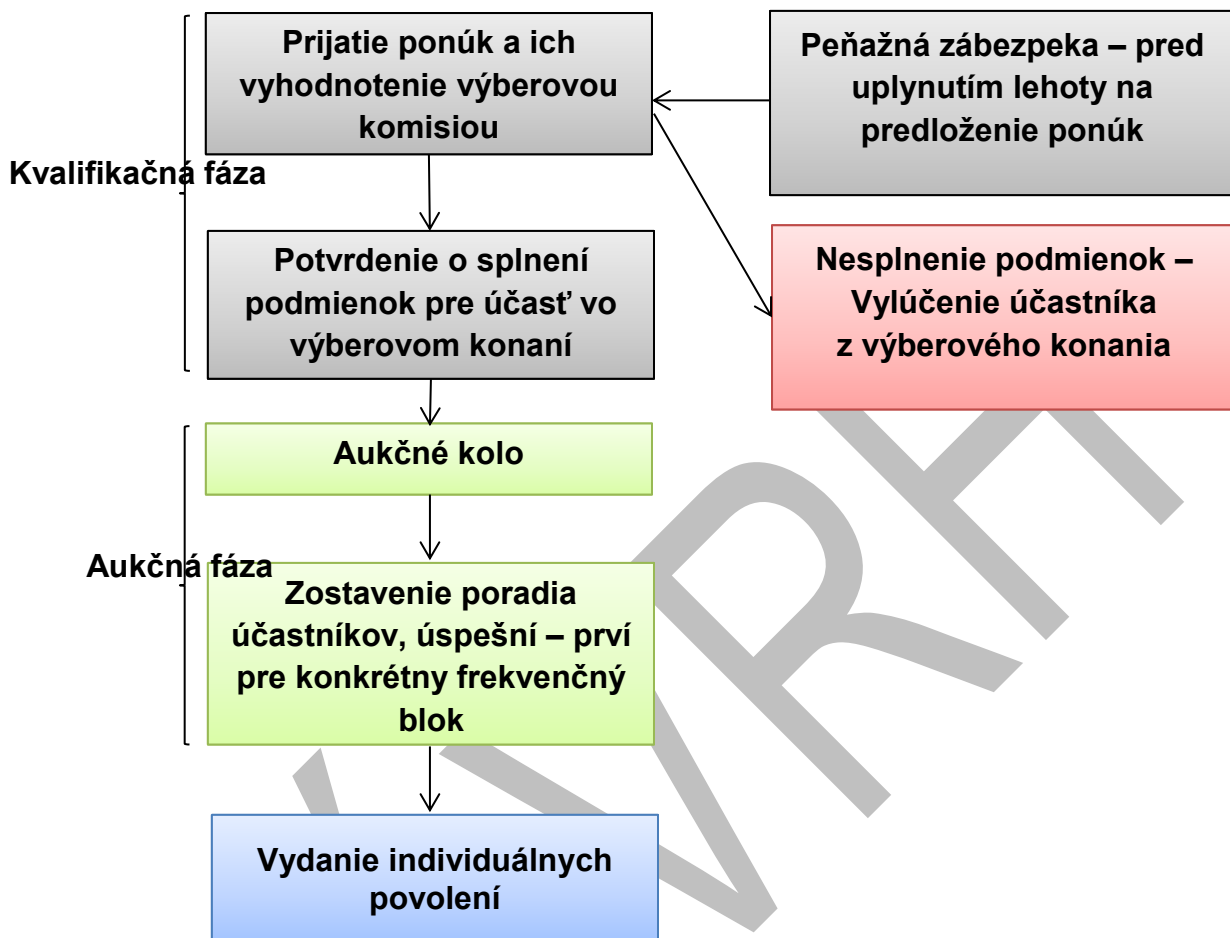 Prijatie ponúk a ich
vyhodnotenie výberovou
komisiou
Peňažná zábezpeka – pred
uplynutím lehoty na
predloženie ponúk
Kvalifikačná fáza
Potvrdenie o splnení
podmienok pre účasť vo
výberovom konaní
Nesplnenie podmienok –
Vylúčenie účastníka
z výberového konania
Aukčné kolo
Aukčná fáza
Zostavenie poradia
účastníkov, úspešní – prví
pre konkrétny frekvenčný
blok
Vydanie individuálnych
povolení